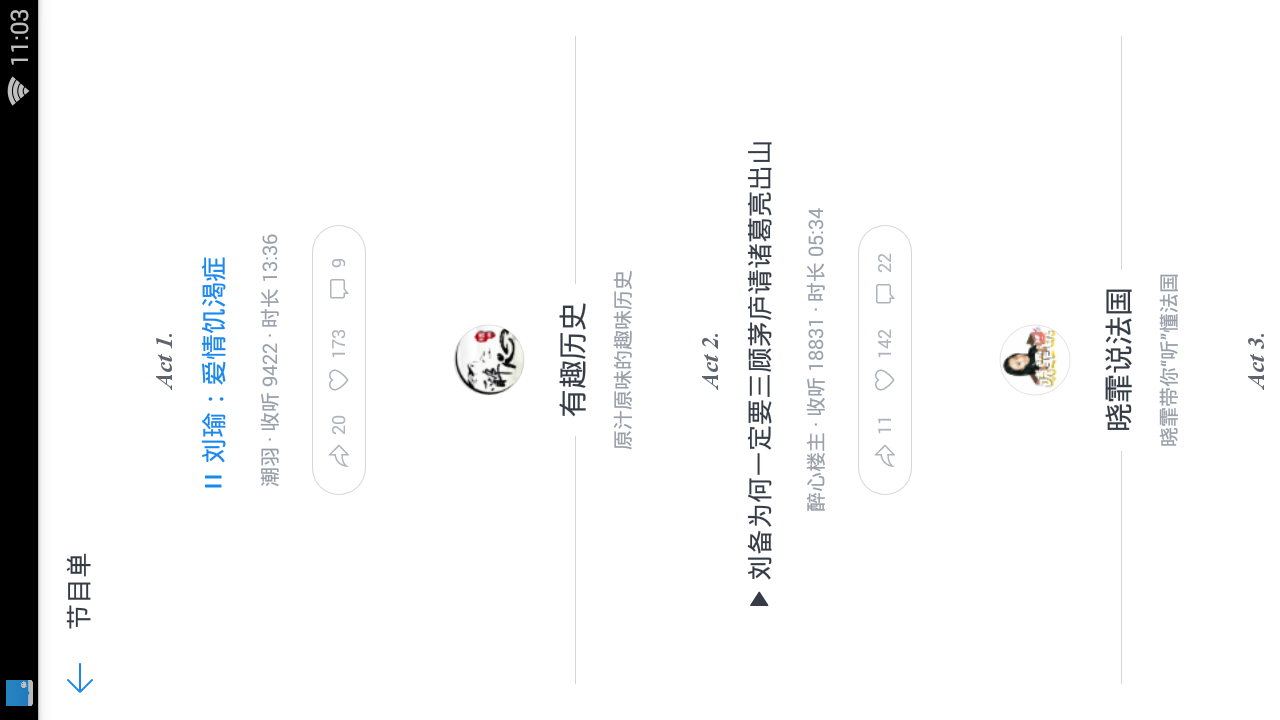 11:03
节目单
Act 1.
刘瑜：爱情饥渴症
潮羽 · 收听 9422 · 时长 13:36
20 173 9
有趣历史
原汁原味的趣味历史
Act 2.
刘备为何一定要三顾茅庐请诸葛亮出山
醉心楼主 · 收听 18831 · 时长 05:34
11 142 22
晓霏说法国
晓霏带你“听”懂法国
Act 3.